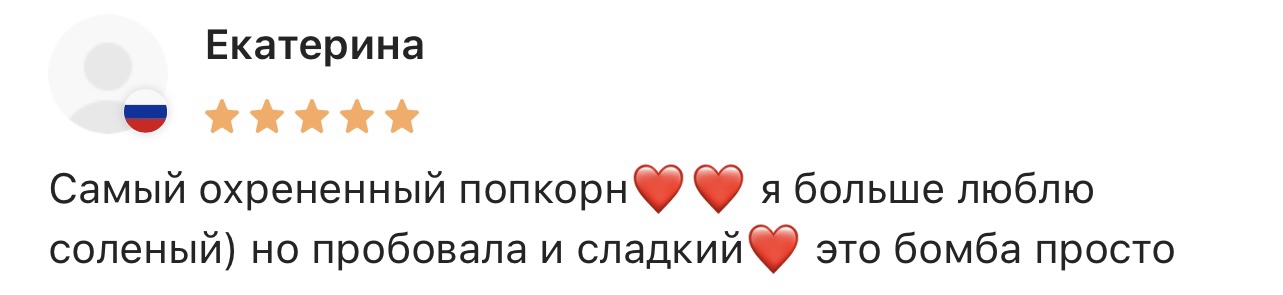 Екатерина
Самый охрененный попкорн❤️❤️ я больше люблю
соленый) но пробовала и сладкий❤️ это бомба просто